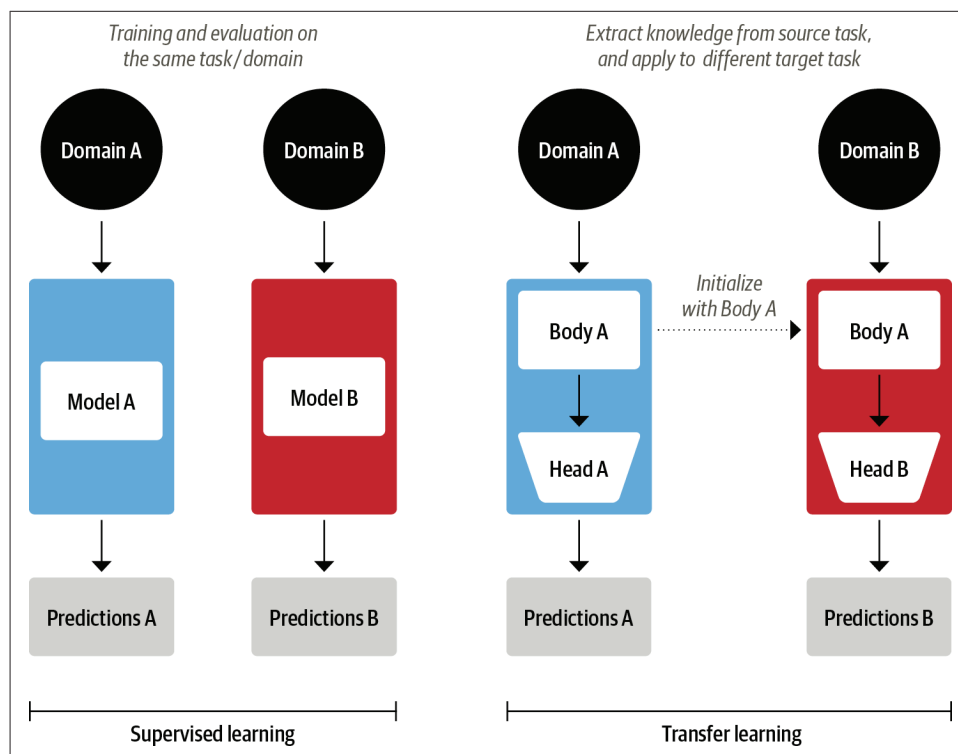 Training and evaluation on
the same task/domain
Extract knowledge from source task,
and apply to different target task
Domain A
Domain B
Domain A
Domain B
Initialize
with Body A
Body A
Body A
Model A
Model B
Head A
Head B
Predictions A
Predictions B
Predictions A
Predictions B
Supervised learning
Transfer learning